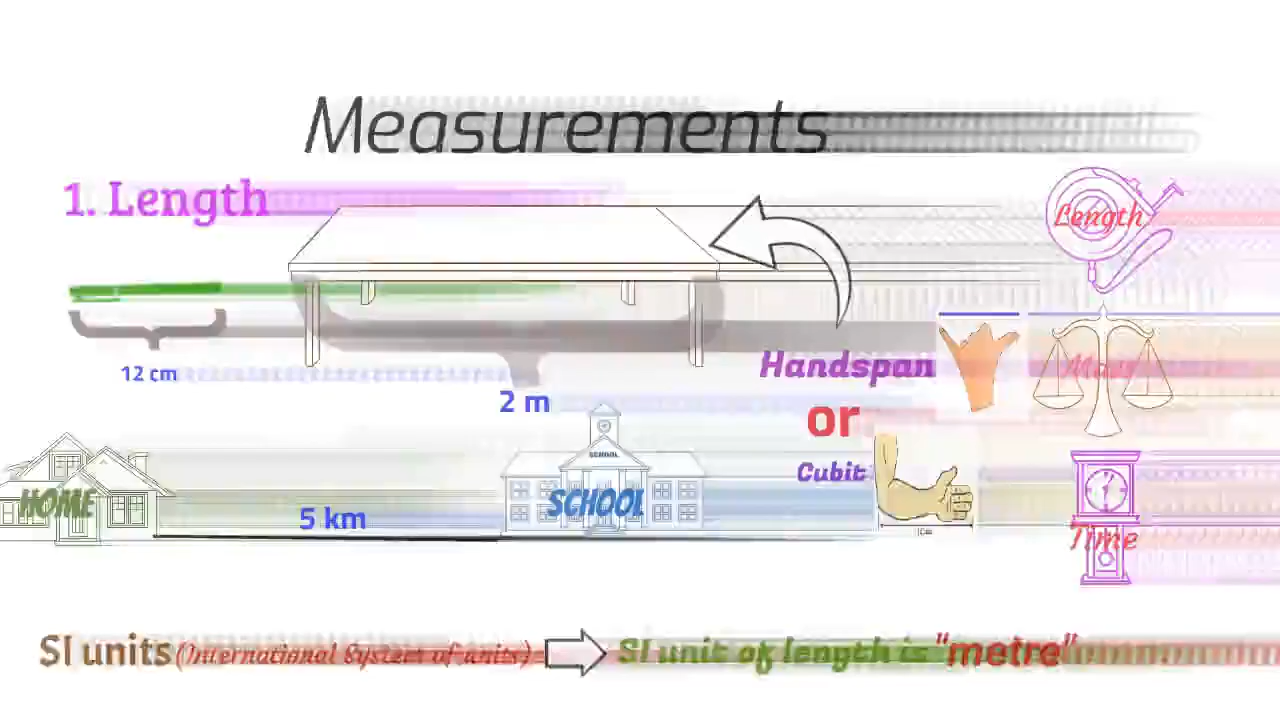 Measurements
1. Length
Length
12 cm
2 m
Handspan
or
Cubit
Mass
SCHOOL
HOME
5 km
SCHOOL
Time
SI units (International System of units)
SI unit of length is "metre"